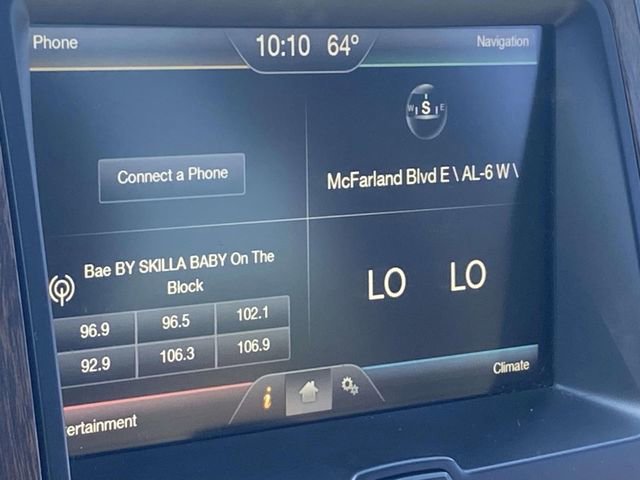 Phone
10:10 64º
Navigation
W S E
Connect a Phone
McFarland Blvd E \ AL-6 W \
Bae BY SKILLA BABY On The
Block
LO LO
96.9 96.5 102.1
92.9 106.3 106.9
i
Climate
ertainment